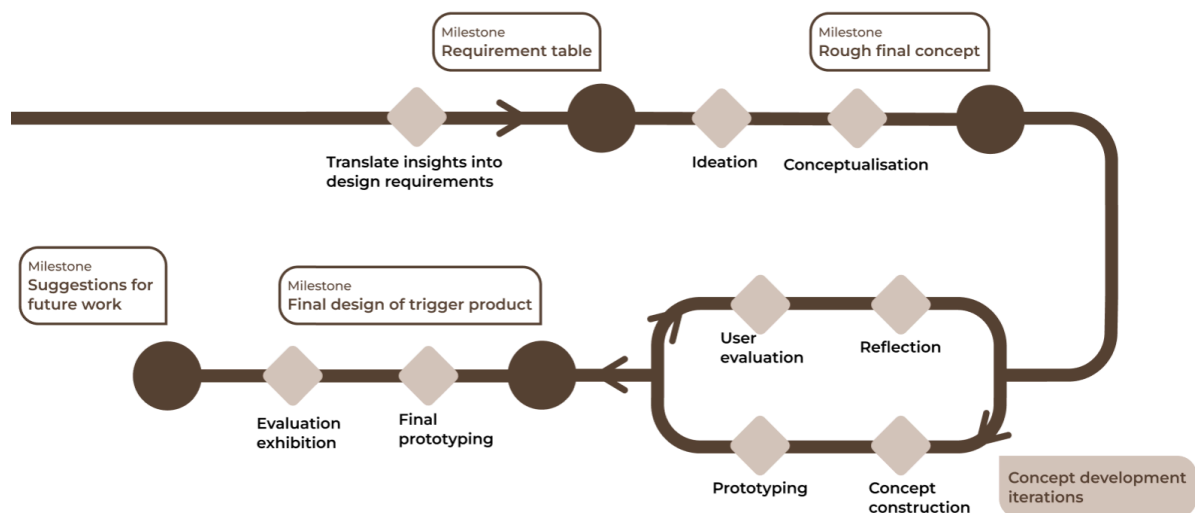 Milestone
Requirement table
Milestone
Rough final concept
Translate insights into
design requirements
Ideation
Conceptualisation
Milestone
Suggestions for
future work
Milestone
Final design of trigger product
User
evaluation
Reflection
Evaluation
exhibition
Final
prototyping
Prototyping
Concept
construction
Concept development
iterations